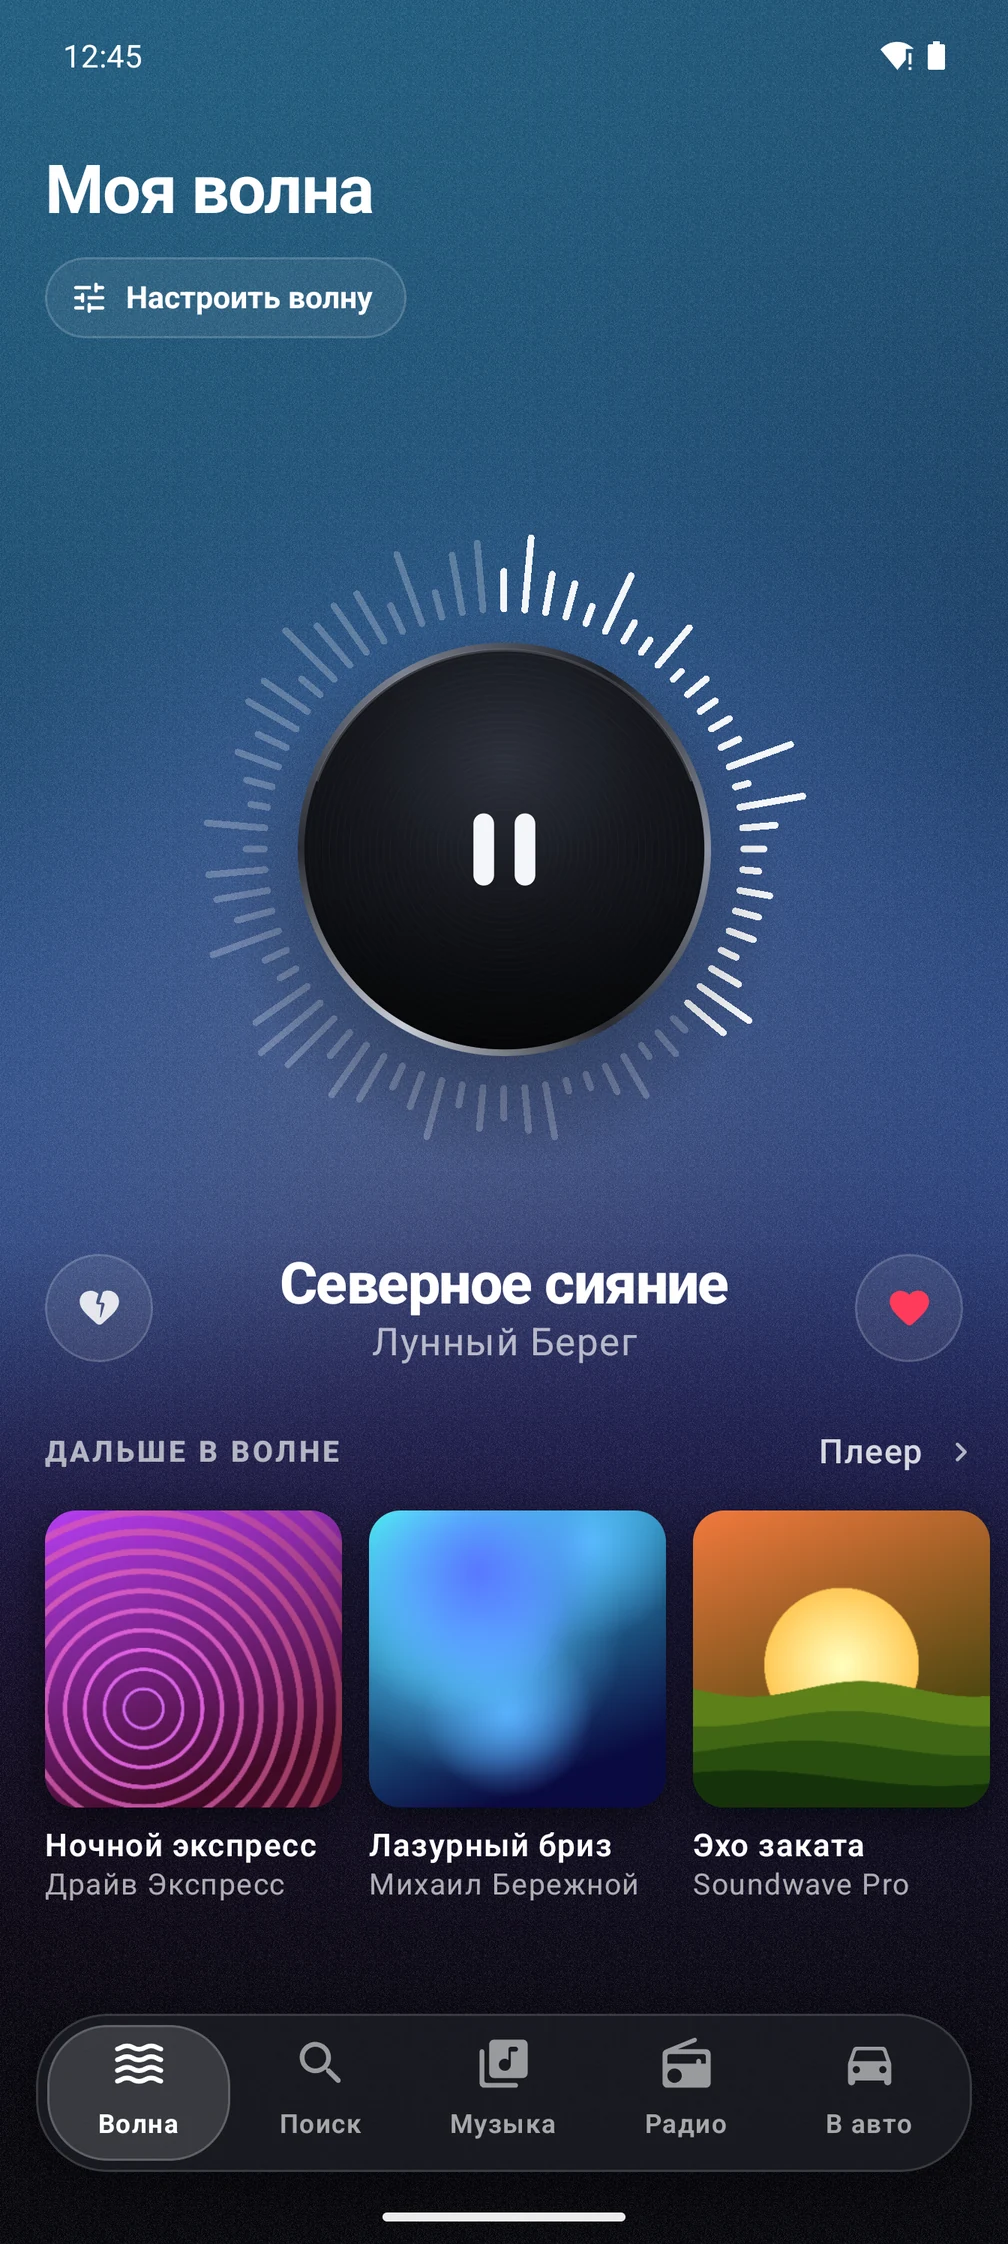 12:45
Моя волна
Настроить волну
Северное сияние
Лунный Берег
ДАЛЬШЕ В ВОЛНЕ
Плеер
Ночной экспресс
Драйв Экспресс
Лазурный бриз
Михаил Бережной
Эхо заката
Soundwave Pro
Волна
Поиск
Музыка
Радио
В авто